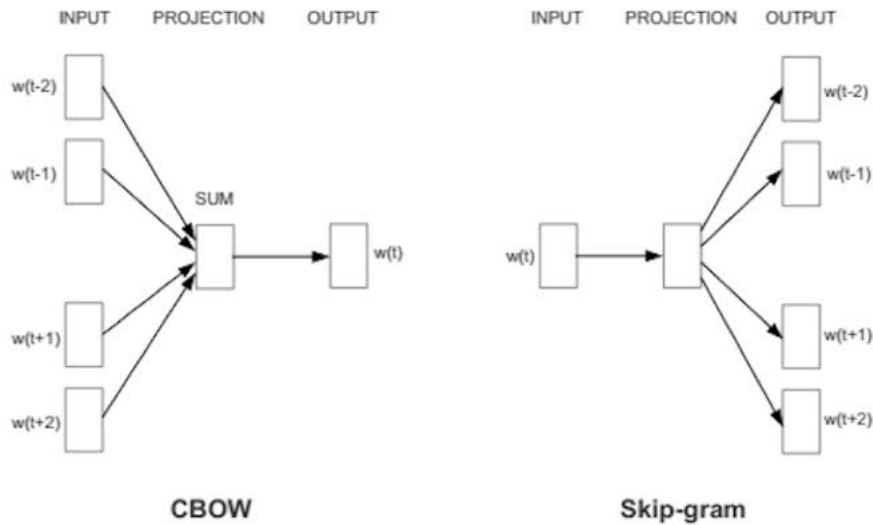 INPUT PROJECTION OUTPUT
w(t-2)
w(t-1)
SUM
w(t)
w(t+1)
w(t+2)
CBOW
INPUT PROJECTION OUTPUT
w(t-2)
w(t-1)
w(t)
w(t+1)
w(t+2)
Skip-gram